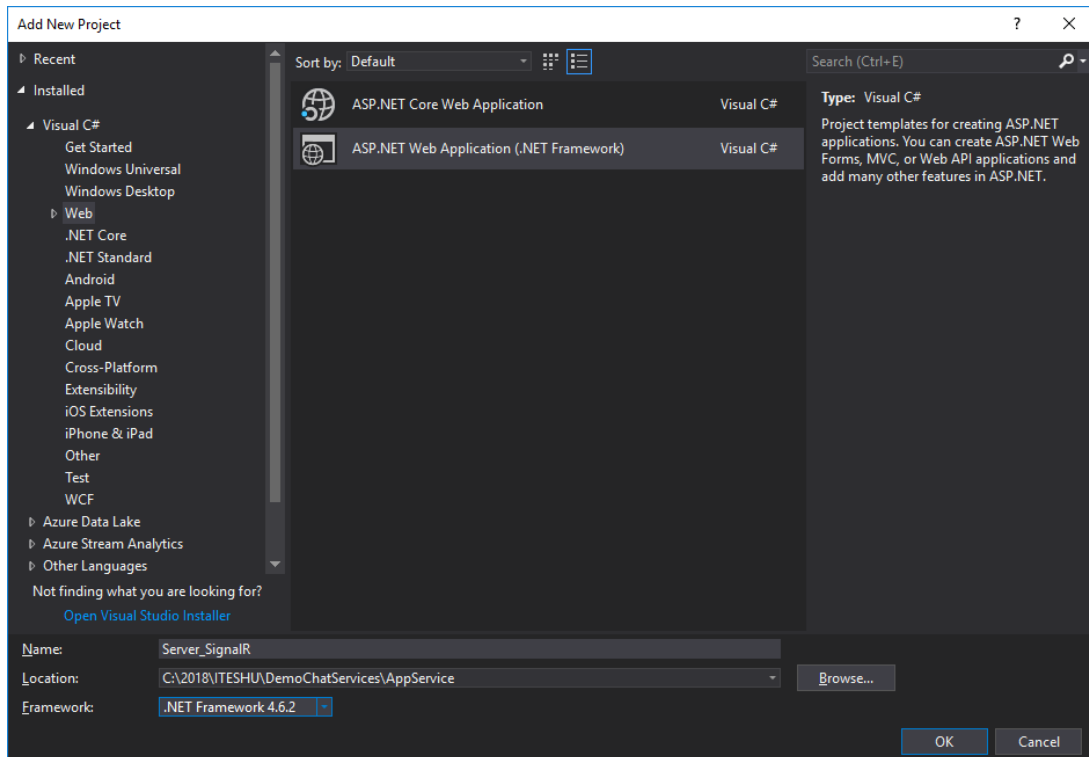 Add New Project
?
Recent
Installed
Visual C#
Get Started
Windows Universal
Windows Desktop
Web
.NET Core
.NET Standard
Android
Apple TV
Apple Watch
Cloud
Cross-Platform
Extensibility
iOS Extensions
iPhone & iPad
Other
Test
WCF
Azure Data Lake
Azure Stream Analytics
Other Languages
Not finding what you are looking for?
Open Visual Studio Installer
Sort by: Default
ASP.NET Core Web Application Visual C#
ASP.NET Web Application (.NET Framework) Visual C#
Search (Ctrl+E)
Type: Visual C#
Project templates for creating ASP.NET
applications. You can create ASP.NET Web
Forms, MVC, or Web API applications and
add many other features in ASP.NET.
Name: Server_SignalR
Location: C:\2018\ITESHU\DemoChatServices\AppService
Browse...
Framework: .NET Framework 4.6.2
OK Cancel